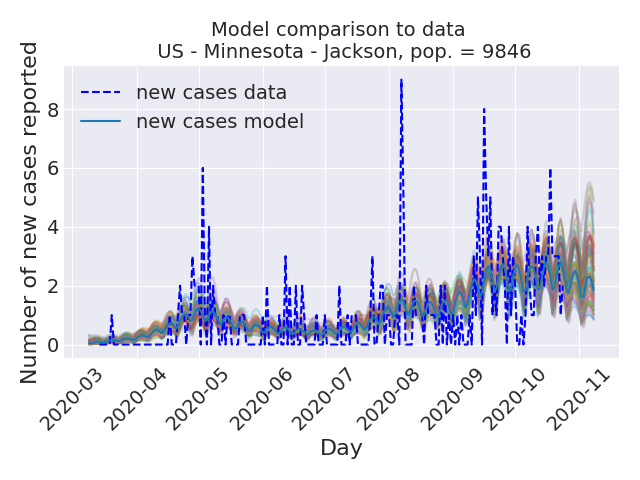 Model comparison to data
US - Minnesota - Jackson, pop. = 9846
Number of new cases reported
new cases data
new cases model
8
6
4
2
0
2020-03
2020-04
2020-05
2020-06
2020-07
2020-08
2020-09
2020-10
2020-11
Day